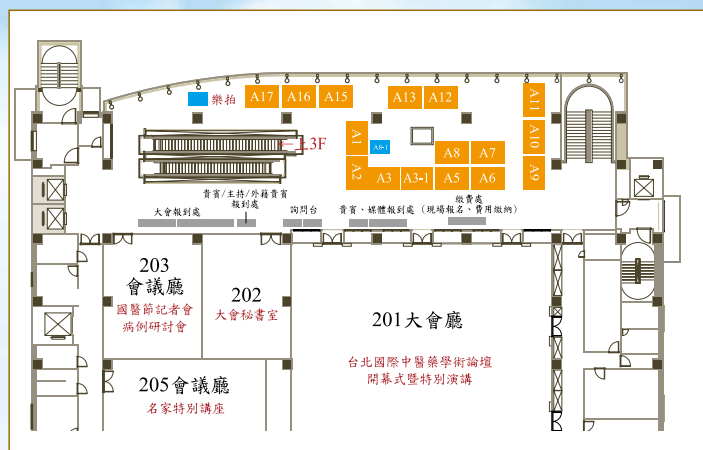 樂拍
A17
A16
A15
A13
A12
A11
A10
A9
A1
A2
A8-1
A3
A3-1
A8
A7
A5
A6
上3F
貴賓/主持/外籍貴賓
報到處
大會報到處
詢問台
貴賓、媒體報到處
繳費處
(現場報名、費用繳納)
203
會議廳
國醫節記者會
病例研討會
202
大會秘書室
201大會廳
台北國際中醫藥學術論壇
開幕式暨特別演講
205會議廳
名家特別講座